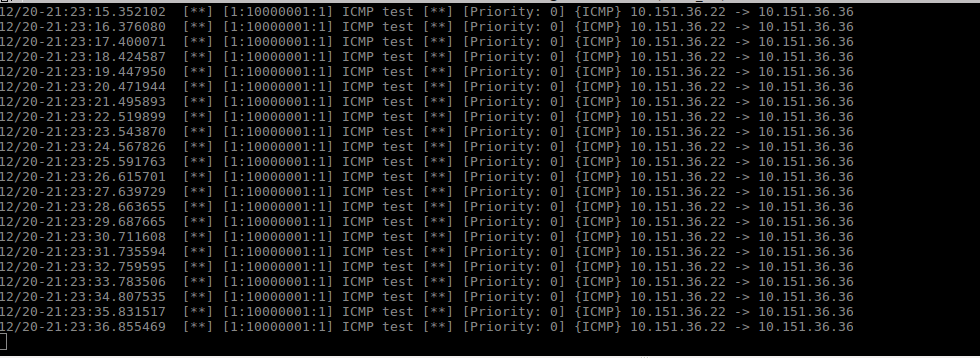 12/20-21:23:15.352102  [**] [1:10000001:1] ICMP test [**] [Priority: 0] {ICMP} 10.151.36.22 -> 10.151.36.36
12/20-21:23:16.376080  [**] [1:10000001:1] ICMP test [**] [Priority: 0] {ICMP} 10.151.36.22 -> 10.151.36.36
12/20-21:23:17.400071  [**] [1:10000001:1] ICMP test [**] [Priority: 0] {ICMP} 10.151.36.22 -> 10.151.36.36
12/20-21:23:18.424587  [**] [1:10000001:1] ICMP test [**] [Priority: 0] {ICMP} 10.151.36.22 -> 10.151.36.36
12/20-21:23:19.447950  [**] [1:10000001:1] ICMP test [**] [Priority: 0] {ICMP} 10.151.36.22 -> 10.151.36.36
12/20-21:23:20.471944  [**] [1:10000001:1] ICMP test [**] [Priority: 0] {ICMP} 10.151.36.22 -> 10.151.36.36
12/20-21:23:21.495893  [**] [1:10000001:1] ICMP test [**] [Priority: 0] {ICMP} 10.151.36.22 -> 10.151.36.36
12/20-21:23:22.519899  [**] [1:10000001:1] ICMP test [**] [Priority: 0] {ICMP} 10.151.36.22 -> 10.151.36.36
12/20-21:23:23.543870  [**] [1:10000001:1] ICMP test [**] [Priority: 0] {ICMP} 10.151.36.22 -> 10.151.36.36
12/20-21:23:24.567826  [**] [1:10000001:1] ICMP test [**] [Priority: 0] {ICMP} 10.151.36.22 -> 10.151.36.36
12/20-21:23:25.591763  [**] [1:10000001:1] ICMP test [**] [Priority: 0] {ICMP} 10.151.36.22 -> 10.151.36.36
12/20-21:23:26.615701  [**] [1:10000001:1] ICMP test [**] [Priority: 0] {ICMP} 10.151.36.22 -> 10.151.36.36
12/20-21:23:27.639729  [**] [1:10000001:1] ICMP test [**] [Priority: 0] {ICMP} 10.151.36.22 -> 10.151.36.36
12/20-21:23:28.663655  [**] [1:10000001:1] ICMP test [**] [Priority: 0] {ICMP} 10.151.36.22 -> 10.151.36.36
12/20-21:23:29.687665  [**] [1:10000001:1] ICMP test [**] [Priority: 0] {ICMP} 10.151.36.22 -> 10.151.36.36
12/20-21:23:30.711608  [**] [1:10000001:1] ICMP test [**] [Priority: 0] {ICMP} 10.151.36.22 -> 10.151.36.36
12/20-21:23:31.735594  [**] [1:10000001:1] ICMP test [**] [Priority: 0] {ICMP} 10.151.36.22 -> 10.151.36.36
12/20-21:23:32.759595  [**] [1:10000001:1] ICMP test [**] [Priority: 0] {ICMP} 10.151.36.22 -> 10.151.36.36
12/20-21:23:33.783506  [**] [1:10000001:1] ICMP test [**] [Priority: 0] {ICMP} 10.151.36.22 -> 10.151.36.36
12/20-21:23:34.807535  [**] [1:10000001:1] ICMP test [**] [Priority: 0] {ICMP} 10.151.36.22 -> 10.151.36.36
12/20-21:23:35.831517  [**] [1:10000001:1] ICMP test [**] [Priority: 0] {ICMP} 10.151.36.22 -> 10.151.36.36
12/20-21:23:36.855469  [**] [1:10000001:1] ICMP test [**] [Priority: 0] {ICMP} 10.151.36.22 -> 10.151.36.36